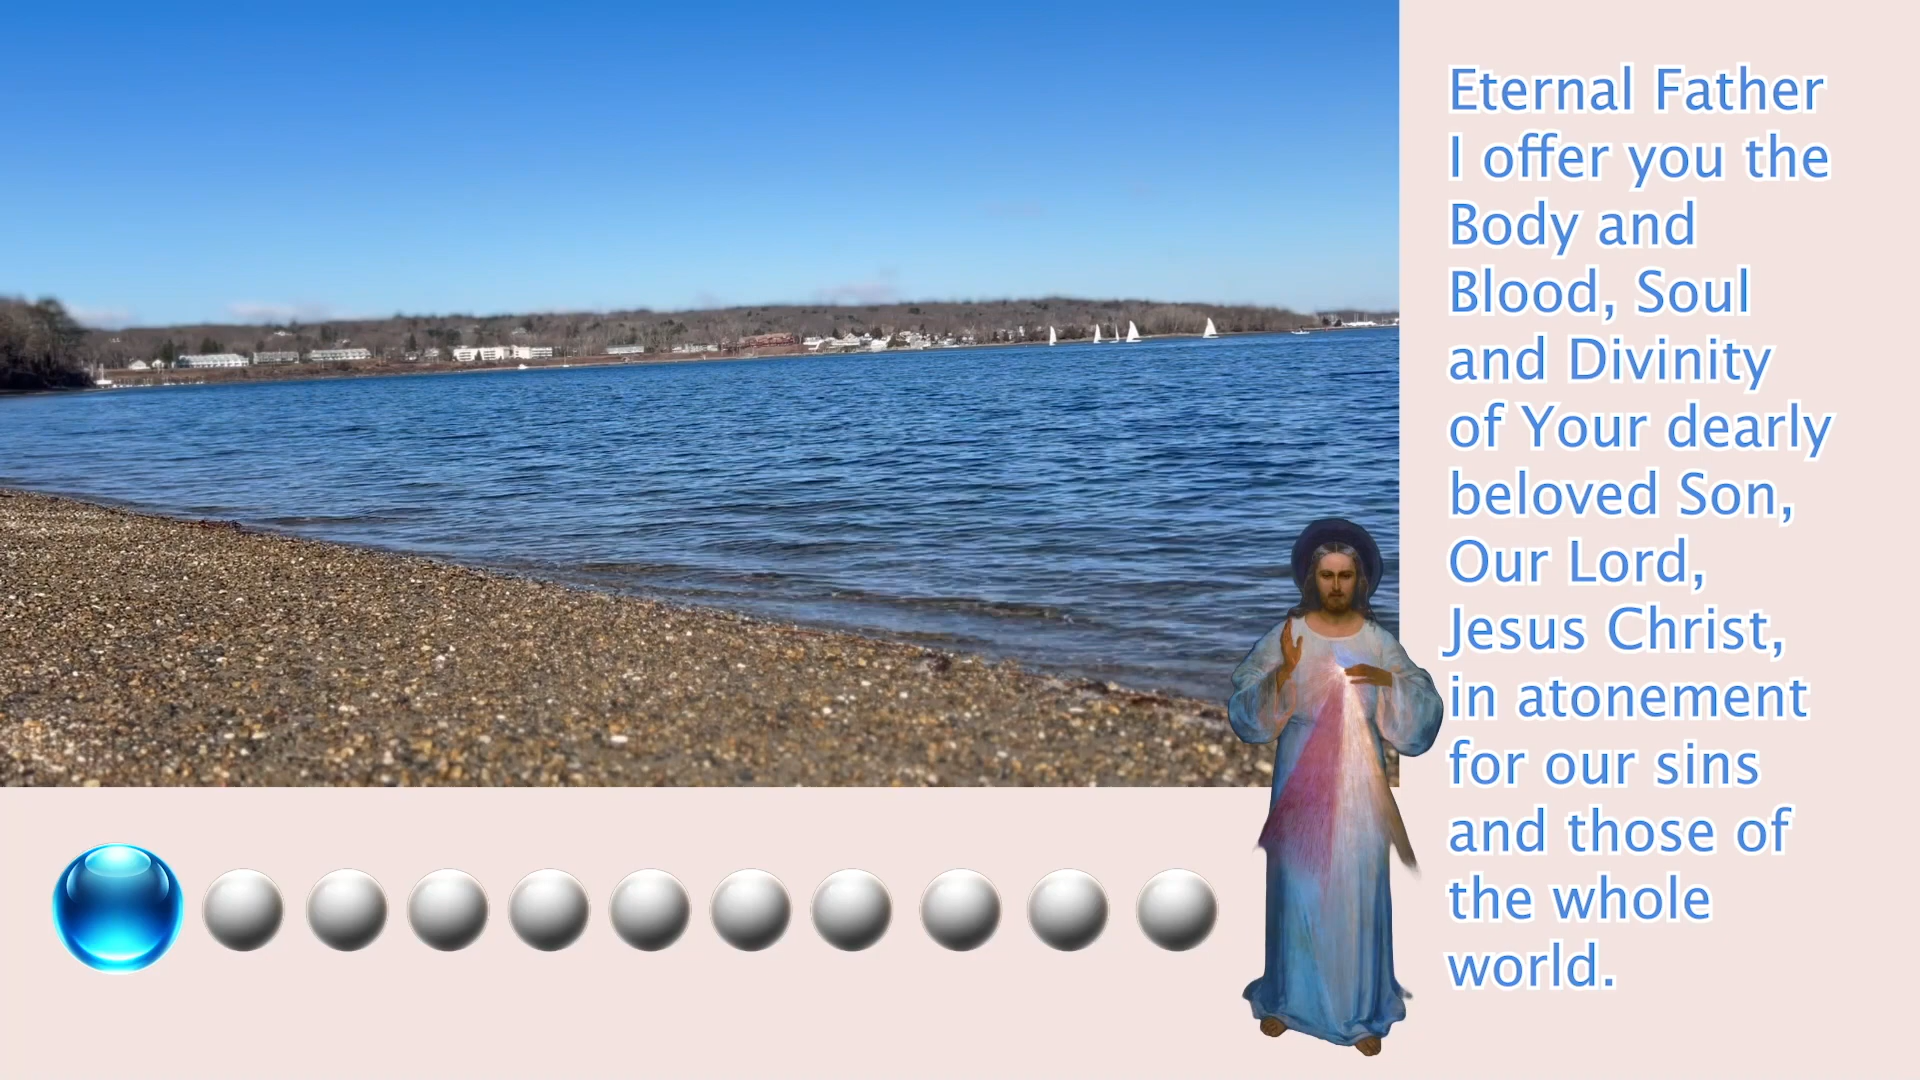 Eternal Father
I offer you the
Body and
Blood, Soul
and Divinity
of Your dearly
beloved Son,
Our Lord,
Jesus Christ,
in atonement
for our sins
and those of
the whole
world.